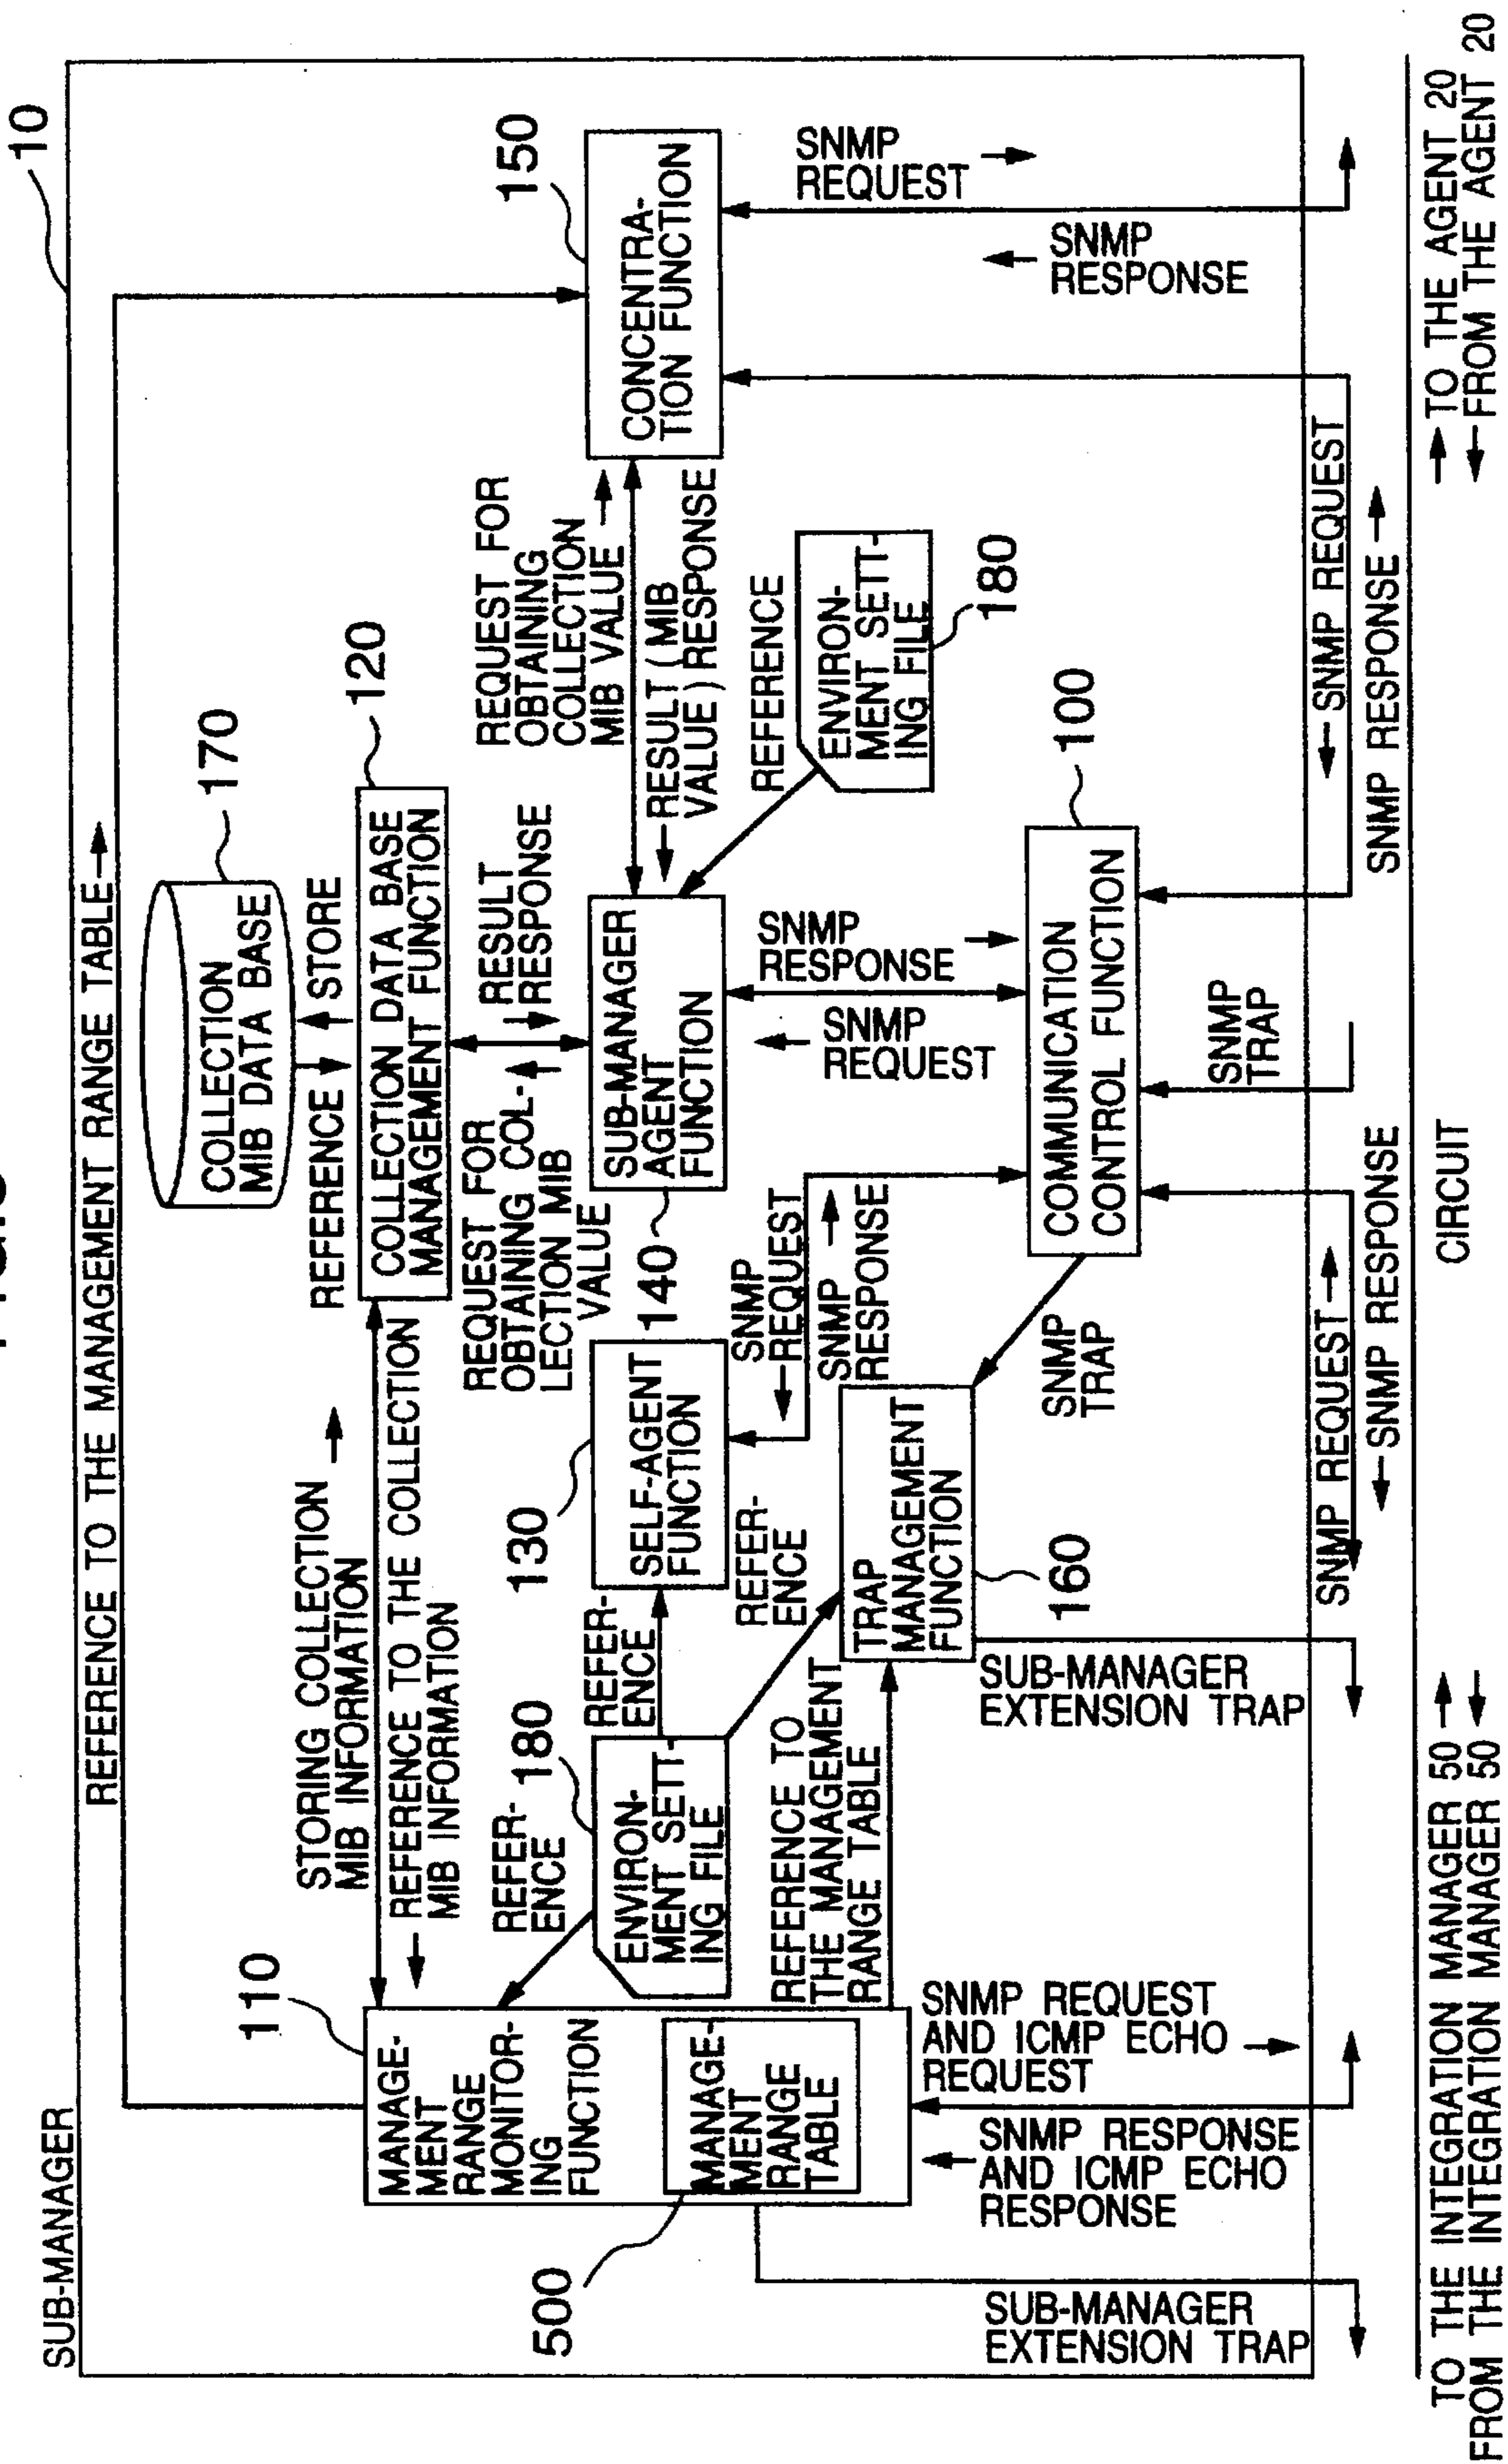 10
SUB-MANAGER
REFERENCE TO THE MANAGEMENT RANGE TABLE
170
COLLECTION
MIB DATA BASE
REFERENCE
STORE
120
COLLECTION DATA BASE
MANAGEMENT FUNCTION
STORING COLLECTION
MIB INFORMATION
REFERENCE TO THE COLLECTION
MIB INFORMATION
110
MANAGE-
MENT
RANGE
MONITOR-
ING
FUNCTION
500
MANAGE-
MENT
RANGE
TABLE
REFER-
ENCE
180
ENVIRON-
MENT SETT-
ING FILE
REFER-
ENCE
130
SELF-AGENT
FUNCTION
REFER-
ENCE
REQUEST FOR
OBTAINING COL-
LECTION MIB
VALUE
RESULT
RESPONSE
140
SUB-MANAGER
AGENT
FUNCTION
REQUEST FOR
OBTAINING
COLLECTION
MIB VALUE
RESULT (MIB
VALUE) RESPONSE
150
CONCENTRA-
TION FUNCTION
REFERENCE
ENVIRON-
MENT SETT-
ING FILE
180
SNMP
REQUEST
SNMP
RESPONSE
SNMP
RESPONSE
SNMP
REQUEST
SNMP
REQUEST
SNMP
RESPONSE
REFERENCE TO
THE MANAGEMENT
RANGE TABLE
TRAP
MANAGEMENT
FUNCTION
160
SNMP
TRAP
100
COMMUNICATION
CONTROL FUNCTION
SNMP
TRAP
SNMP REQUEST
AND ICMP ECHO
REQUEST
SNMP RESPONSE
AND ICMP ECHO
RESPONSE
SUB-MANAGER
EXTENSION TRAP
SUB-MANAGER
EXTENSION TRAP
SNMP REQUEST
SNMP RESPONSE
SNMP REQUEST
SNMP RESPONSE
CIRCUIT
TO THE INTEGRATION MANAGER 50
FROM THE INTEGRATION MANAGER 50
TO THE AGENT 20
FROM THE AGENT 20